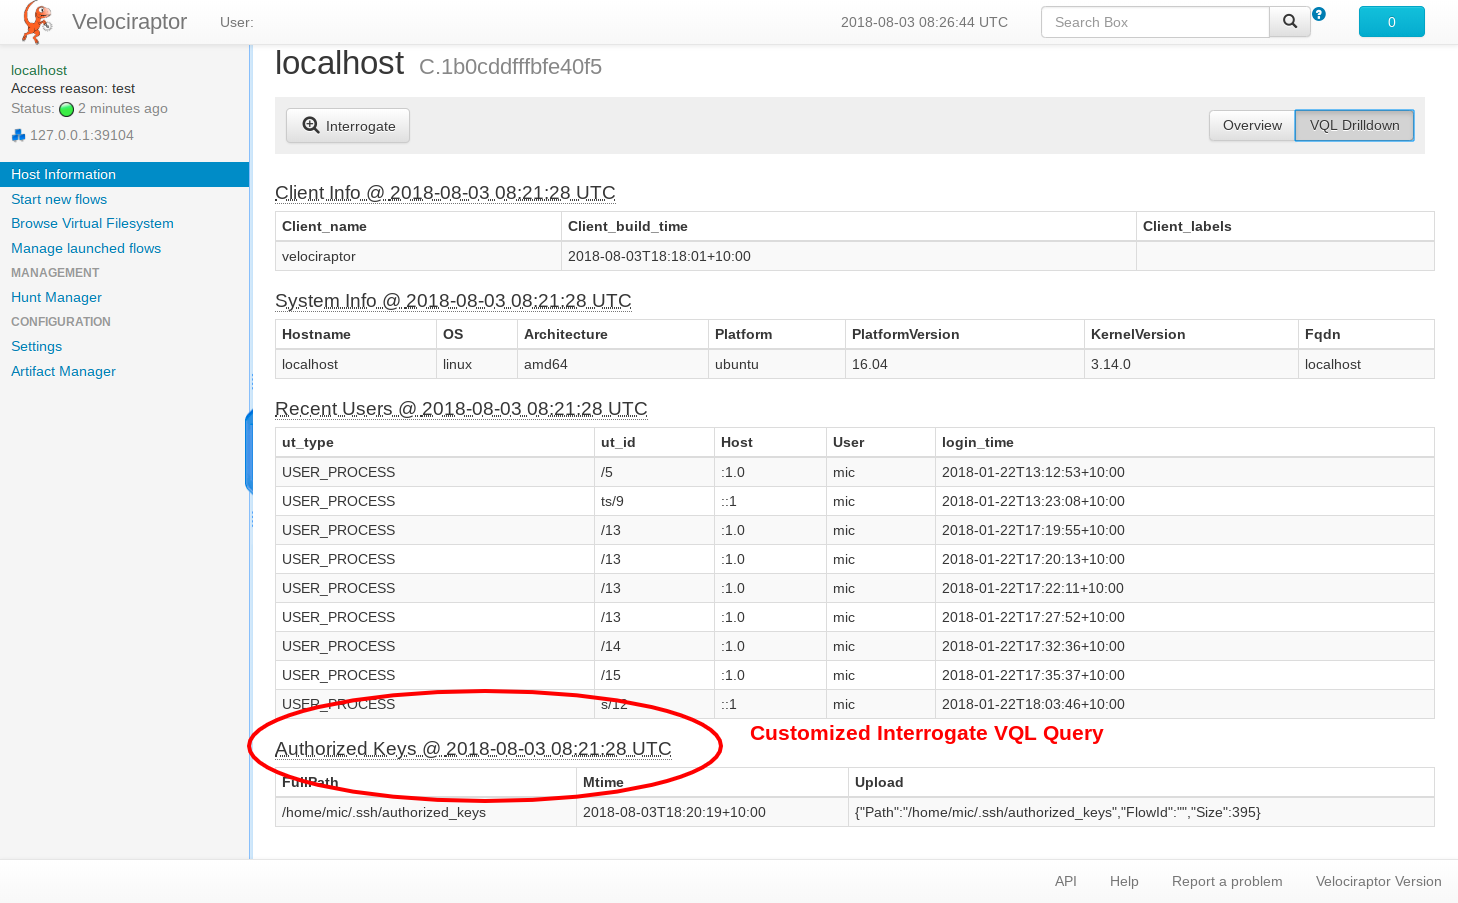 Velociraptor User: 2018-08-03 08:26:44 UTC Search Box ? 0
localhost
Access reason: test
Status: 2 minutes ago
127.0.0.1:39104
Host Information
Start new flows
Browse Virtual Filesystem
Manage launched flows
MANAGEMENT
Hunt Manager
CONFIGURATION
Settings
Artifact Manager
localhost C.1b0cddfffbfe40f5
Interrogate Overview VQL Drilldown
Client Info @ 2018-08-03 08:21:28 UTC
Client_name Client_build_time Client_labels
velociraptor 2018-08-03T18:18:01+10:00
System Info @ 2018-08-03 08:21:28 UTC
Hostname OS Architecture Platform PlatformVersion KernelVersion Fqdn
localhost linux amd64 ubuntu 16.04 3.14.0 localhost
Recent Users @ 2018-08-03 08:21:28 UTC
ut_type ut_id Host User login_time
USER_PROCESS /5 :1.0 mic 2018-01-22T13:12:53+10:00
USER_PROCESS ts/9 ::1 mic 2018-01-22T13:23:08+10:00
USER_PROCESS /13 :1.0 mic 2018-01-22T17:19:55+10:00
USER_PROCESS /13 :1.0 mic 2018-01-22T17:20:13+10:00
USER_PROCESS /13 :1.0 mic 2018-01-22T17:22:11+10:00
USER_PROCESS /13 :1.0 mic 2018-01-22T17:27:52+10:00
USER_PROCESS /14 :1.0 mic 2018-01-22T17:32:36+10:00
USER_PROCESS /15 :1.0 mic 2018-01-22T17:35:37+10:00
USER_PROCESS s/12 ::1 mic 2018-01-22T18:03:46+10:00
Customized Interrogate VQL Query
Authorized Keys @ 2018-08-03 08:21:28 UTC
FullPath Mtime Upload
/home/mic/.ssh/authorized_keys 2018-08-03T18:20:19+10:00 {"Path":"/home/mic/.ssh/authorized_keys","FlowId":"","Size":395}
API Help Report a problem Velociraptor Version